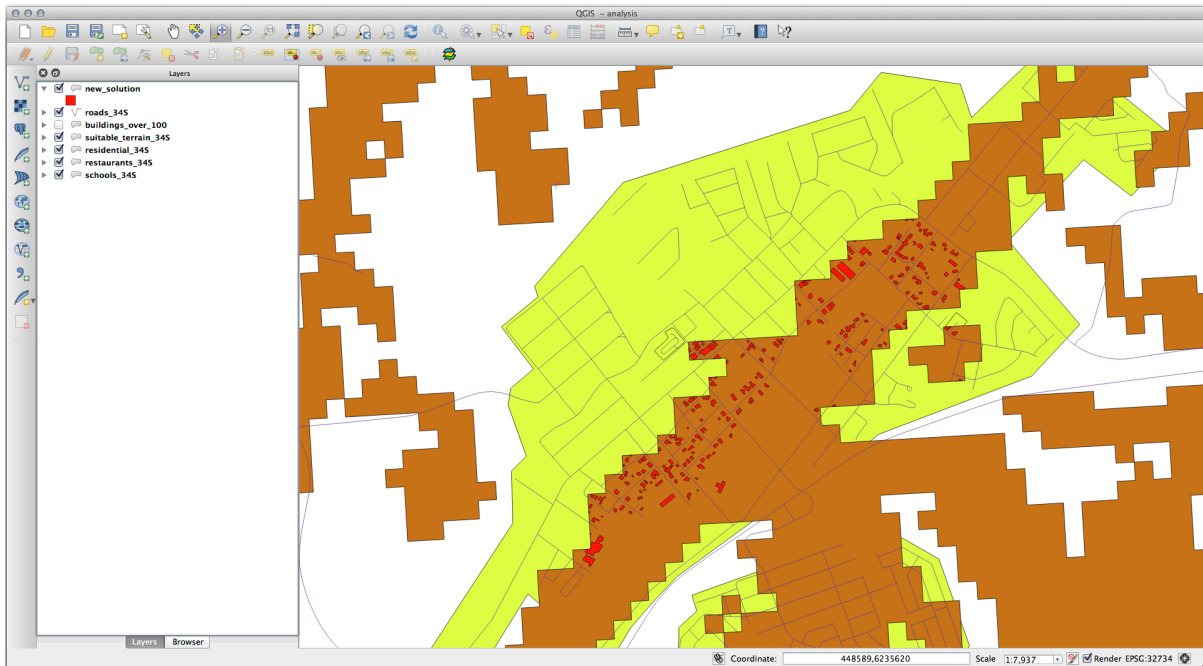 QGIS - analysis
Layers
new_solution
roads_34S
buildings_over_100
suitable_terrain_34S
residential_34S
restaurants_34S
schools_34S
Layers Browser
Coordinate: 448589,6235620 Scale 1:7,937 Render EPSG:32734